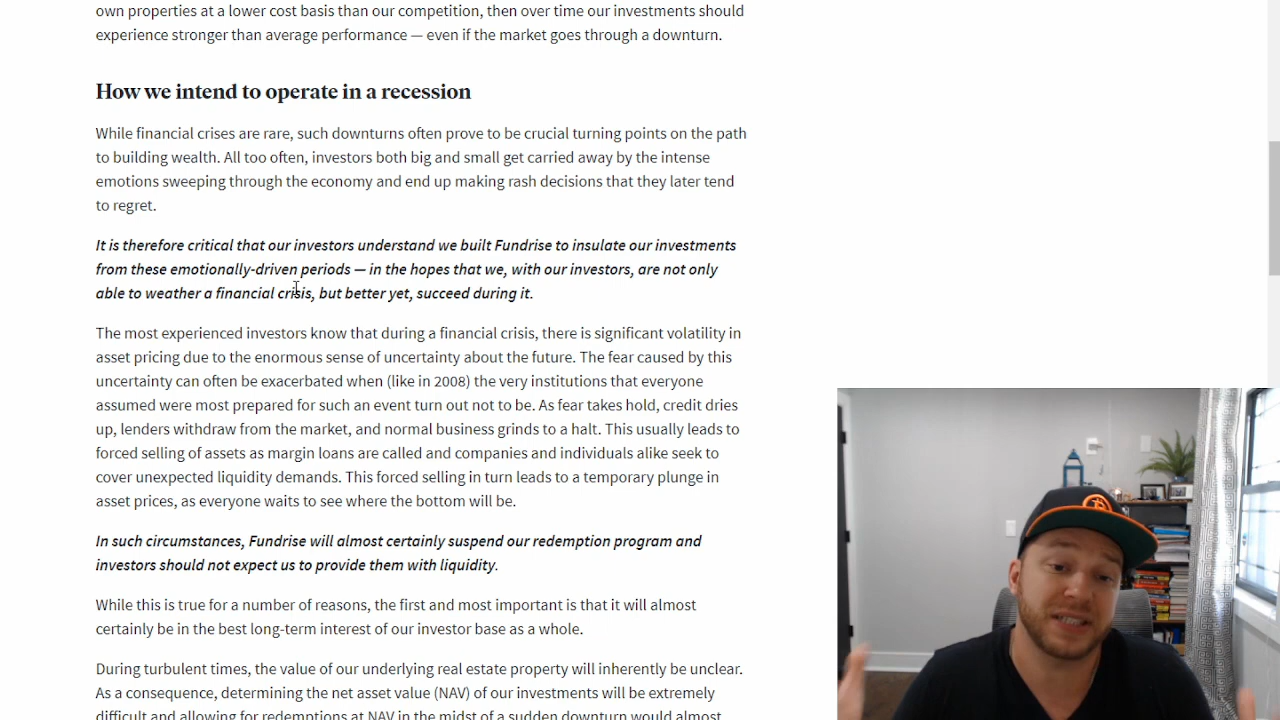 own properties at a lower cost basis than our competition, then over time our investments should
experience stronger than average performance — even if the market goes through a downturn.
How we intend to operate in a recession
While financial crises are rare, such downturns often prove to be crucial turning points on the path
to building wealth. All too often, investors both big and small get carried away by the intense
emotions sweeping through the economy and end up making rash decisions that they later tend
to regret.
It is therefore critical that our investors understand we built Fundrise to insulate our investments
from these emotionally-driven periods — in the hopes that we, with our investors, are not only
able to weather a financial crisis, but better yet, succeed during it.
The most experienced investors know that during a financial crisis, there is significant volatility in
asset pricing due to the enormous sense of uncertainty about the future. The fear caused by this
uncertainty can often be exacerbated when (like in 2008) the very institutions that everyone
assumed were most prepared for such an event turn out not to be. As fear takes hold, credit dries
up, lenders withdraw from the market, and normal business grinds to a halt. This usually leads to
forced selling of assets as margin loans are called and companies and individuals alike seek to
cover unexpected liquidity demands. This forced selling in turn leads to a temporary plunge in
asset prices, as everyone waits to see where the bottom will be.
In such circumstances, Fundrise will almost certainly suspend our redemption program and
investors should not expect us to provide them with liquidity.
While this is true for a number of reasons, the first and most important is that it will almost
certainly be in the best long-term interest of our investor base as a whole.
During turbulent times, the value of our underlying real estate property will inherently be unclear.
As a consequence, determining the net asset value (NAV) of our investments will be extremely
difficult and allowing for redemptions at NAV in the midst of a sudden downturn would almost